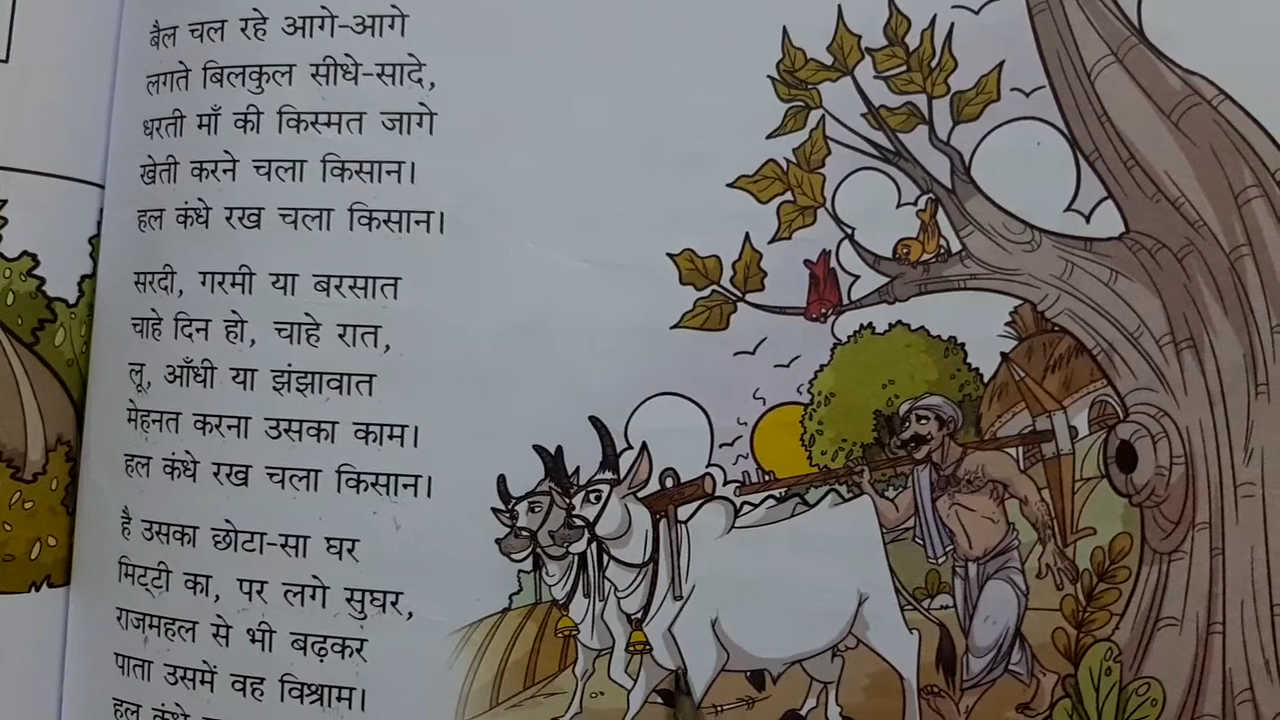 बैल चल रहे आगे-आगे
लगते बिलकुल सीधे-सादे,
धरती माँ की किस्मत जागे
खेती करने चला किसान।
हल कंधे रख चला किसान।
सरदी, गरमी या बरसात
चाहे दिन हो, चाहे रात,
लू, आँधी या झंझावात
मेहनत करना उसका काम।
हल कंधे रख चला किसान।
है उसका छोटा-सा घर
मिट्टी का, पर लगे सुघर,
राजमहल से भी बढ़कर
पाता उसमें वह विश्राम।
हल कंधे